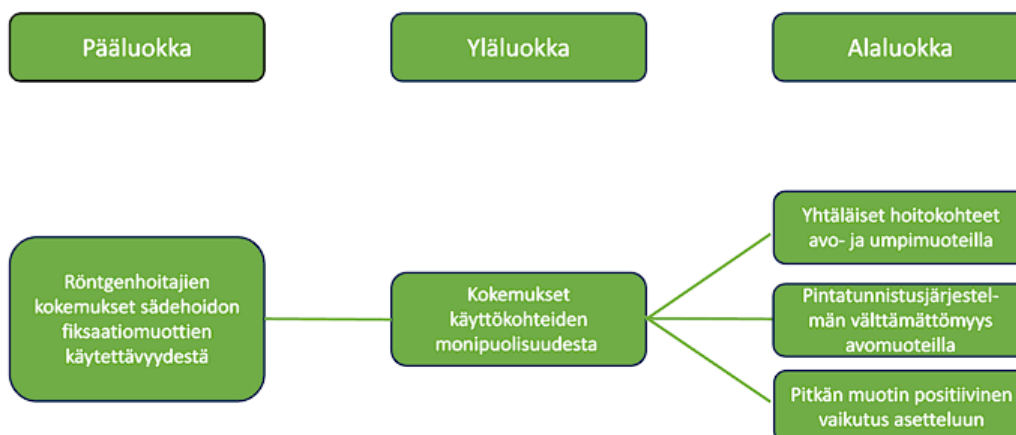 Pääluokka
Yläluokka
Alaluokka
Röntgenhoitajien
kokemukset sädehoidon
fiksaatiomuottien
käytettävyydestä
Kokemukset
käyttökohteiden
monipuolisuudesta
Yhtäläiset hoitokohteet
avo- ja umpimuoteilla
Pintatunnistusjärjestel-
män välttämättömyys
avomuoteilla
Pitkän muotin positiivinen
vaikutus asetteluun